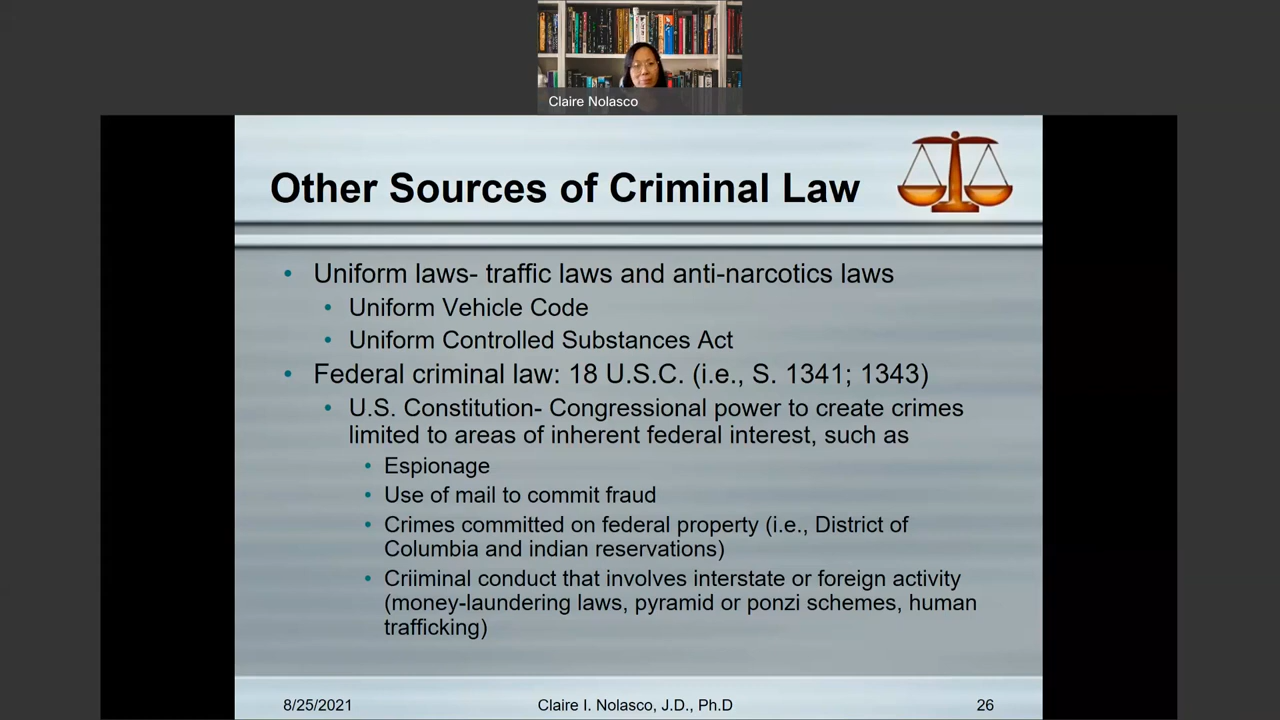 Claire Nolasco
Other Sources of Criminal Law
• Uniform laws- traffic laws and anti-narcotics laws
• Uniform Vehicle Code
• Uniform Controlled Substances Act
• Federal criminal law: 18 U.S.C. (i.e., S. 1341; 1343)
• U.S. Constitution- Congressional power to create crimes
limited to areas of inherent federal interest, such as
• Espionage
• Use of mail to commit fraud
• Crimes committed on federal property (i.e., District of
Columbia and indian reservations)
• Criiminal conduct that involves interstate or foreign activity
(money-laundering laws, pyramid or ponzi schemes, human
trafficking)
8/25/2021
Claire I. Nolasco, J.D., Ph.D
26